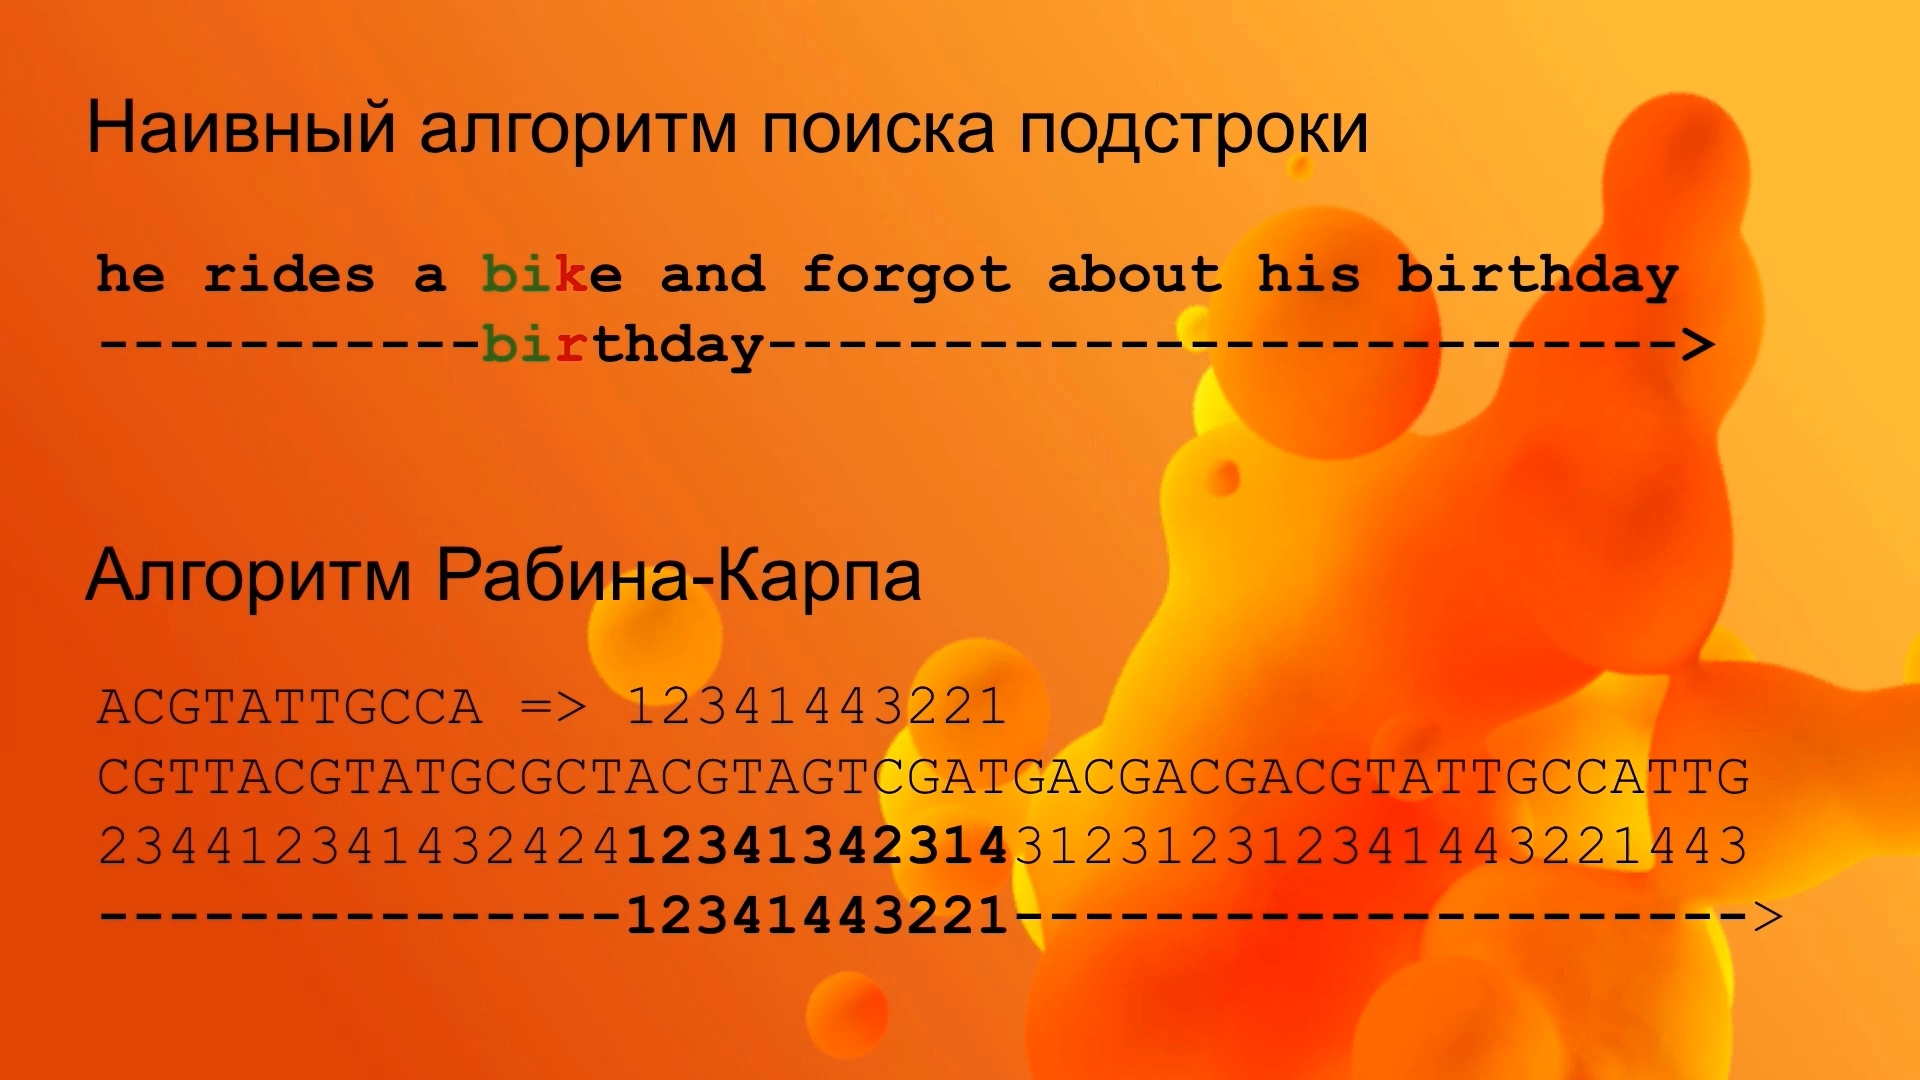 Наивный алгоритм поиска подстроки
he rides a bike and forgot about his birthday
-----------birthday-------------------------->
Алгоритм Рабина-Карпа
ACGTATTGCCA => 12341443221
CGTTACGTATGCGCTACGTAGTCGATGACGACGACGTATTGCCATTG
23441234143242412341342314312312312341443221443
---------------12341443221--------------------->